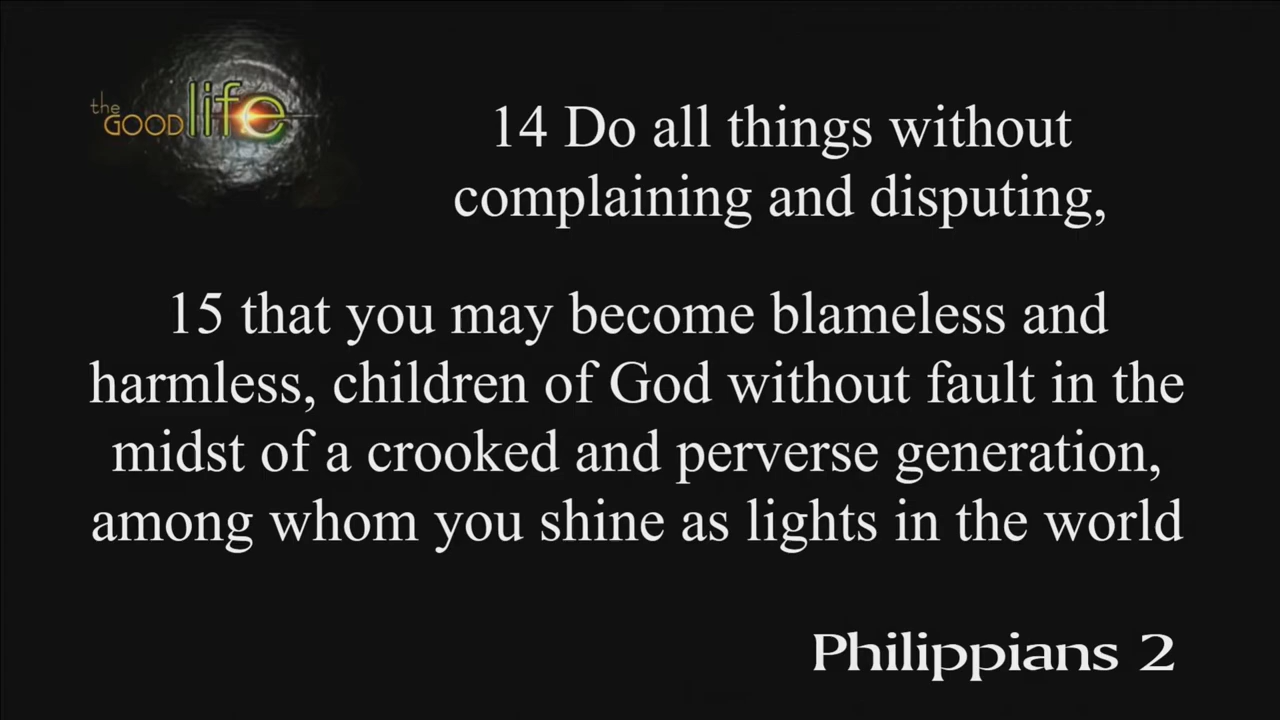 the
GOOD life
14 Do all things without
complaining and disputing,
15 that you may become blameless and
harmless, children of God without fault in the
midst of a crooked and perverse generation,
among whom you shine as lights in the world
Philippians 2